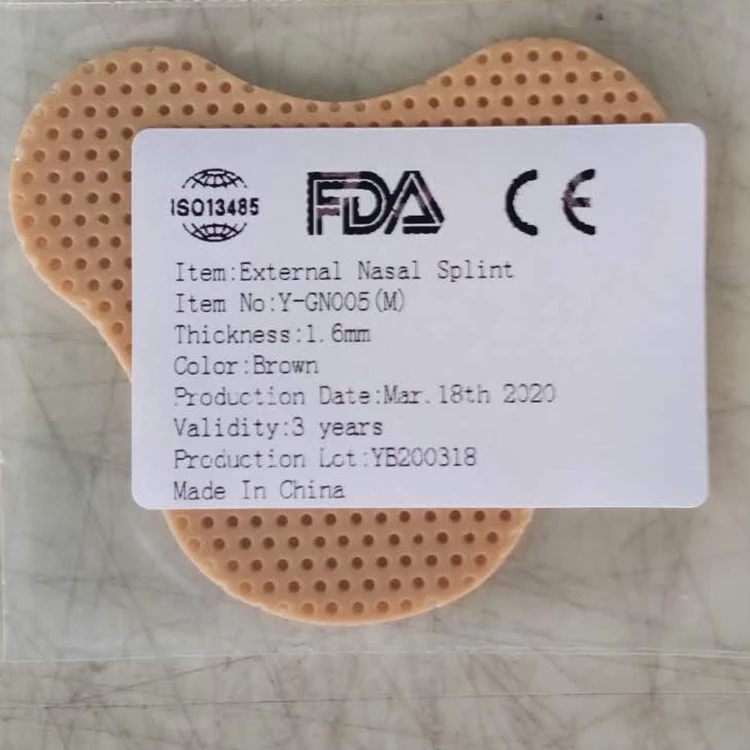 ISO13485 FDA CE
Item:External Nasal Splint
Item No:Y-GN005(M)
Thickness:1.6mm
Color:Brown
Production Date:Mar.18th 2020
Validity:3 years
Production Lot:YB200318
Made In China